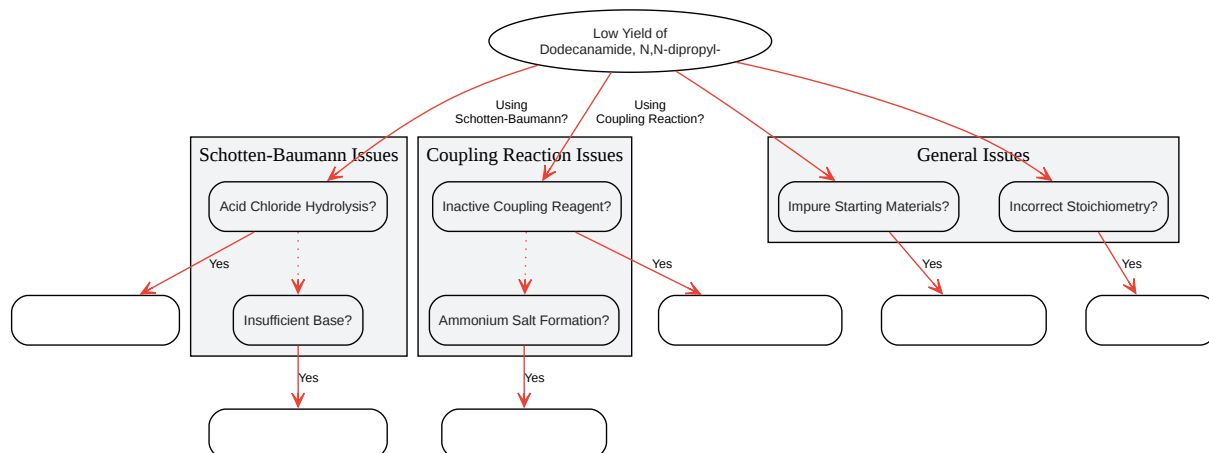 Low Yield of
Dodecanamide, N,N-dipropyl-
Using
Schotten-Baumann?
Using
Coupling Reaction?
Schotten-Baumann Issues
Coupling Reaction Issues
General Issues
Acid Chloride Hydrolysis?
Inactive Coupling Reagent?
Impure Starting Materials?
Incorrect Stoichiometry?
Yes
Yes
Yes
Yes
Insufficient Base?
Ammonium Salt Formation?
Yes
Yes